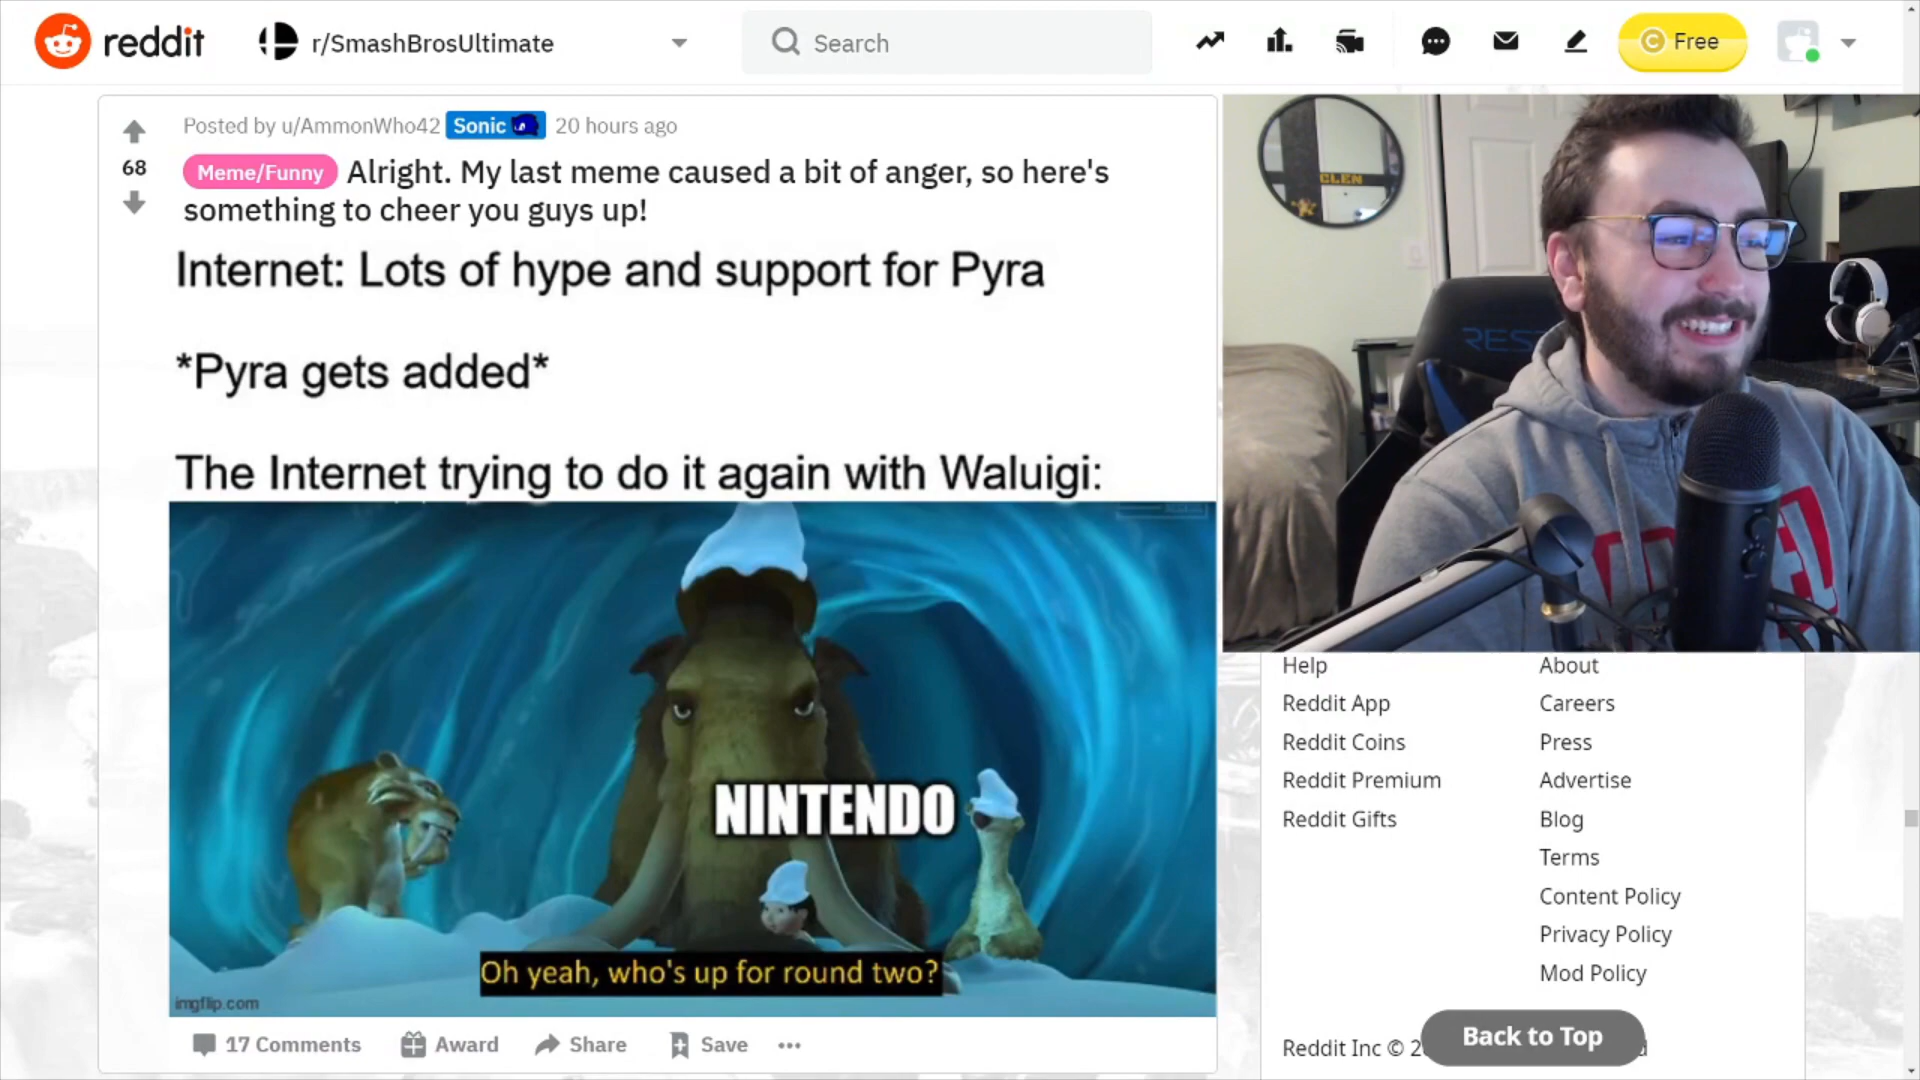 reddit
r/SmashBrosUltimate
Search
Free
Posted by u/AmmonWho42 Sonic 20 hours ago
68
Meme/Funny Alright. My last meme caused a bit of anger, so here's
something to cheer you guys up!
Internet: Lots of hype and support for Pyra
*Pyra gets added*
The Internet trying to do it again with Waluigi:
NINTENDO
Oh yeah, who's up for round two?
imgflip.com
17 Comments
Award
Share
Save
Help
About
Reddit App
Careers
Reddit Coins
Press
Reddit Premium
Advertise
Reddit Gifts
Blog
Terms
Content Policy
Privacy Policy
Mod Policy
Reddit Inc © 2
Back to Top